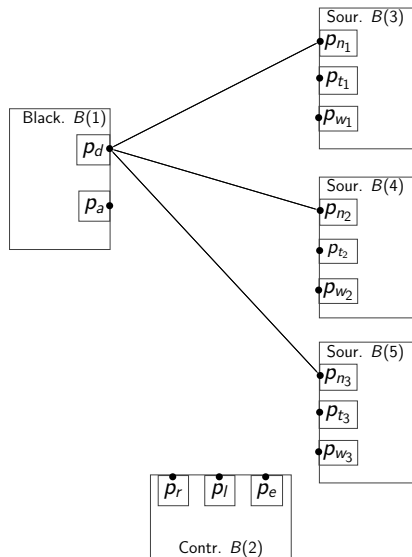 Black. B(1)
p_d
p_a
Sour. B(3)
p_{n_1}
p_{t_1}
p_{w_1}
Sour. B(4)
p_{n_2}
p_{t_2}
p_{w_2}
Sour. B(5)
p_{n_3}
p_{t_3}
p_{w_3}
p_r p_l p_e
Contr. B(2)